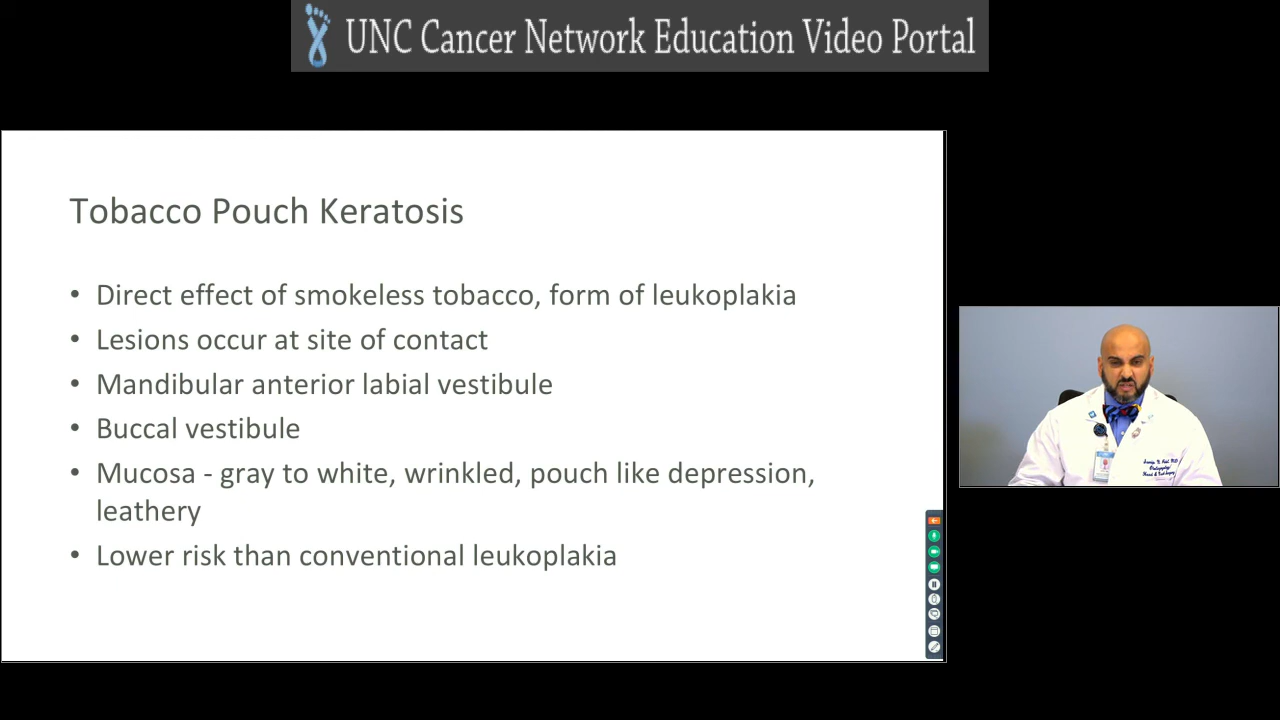 UNC Cancer Network Education Video Portal
Tobacco Pouch Keratosis
• Direct effect of smokeless tobacco, form of leukoplakia
• Lesions occur at site of contact
• Mandibular anterior labial vestibule
• Buccal vestibule
• Mucosa - gray to white, wrinkled, pouch like depression,
leathery
• Lower risk than conventional leukoplakia